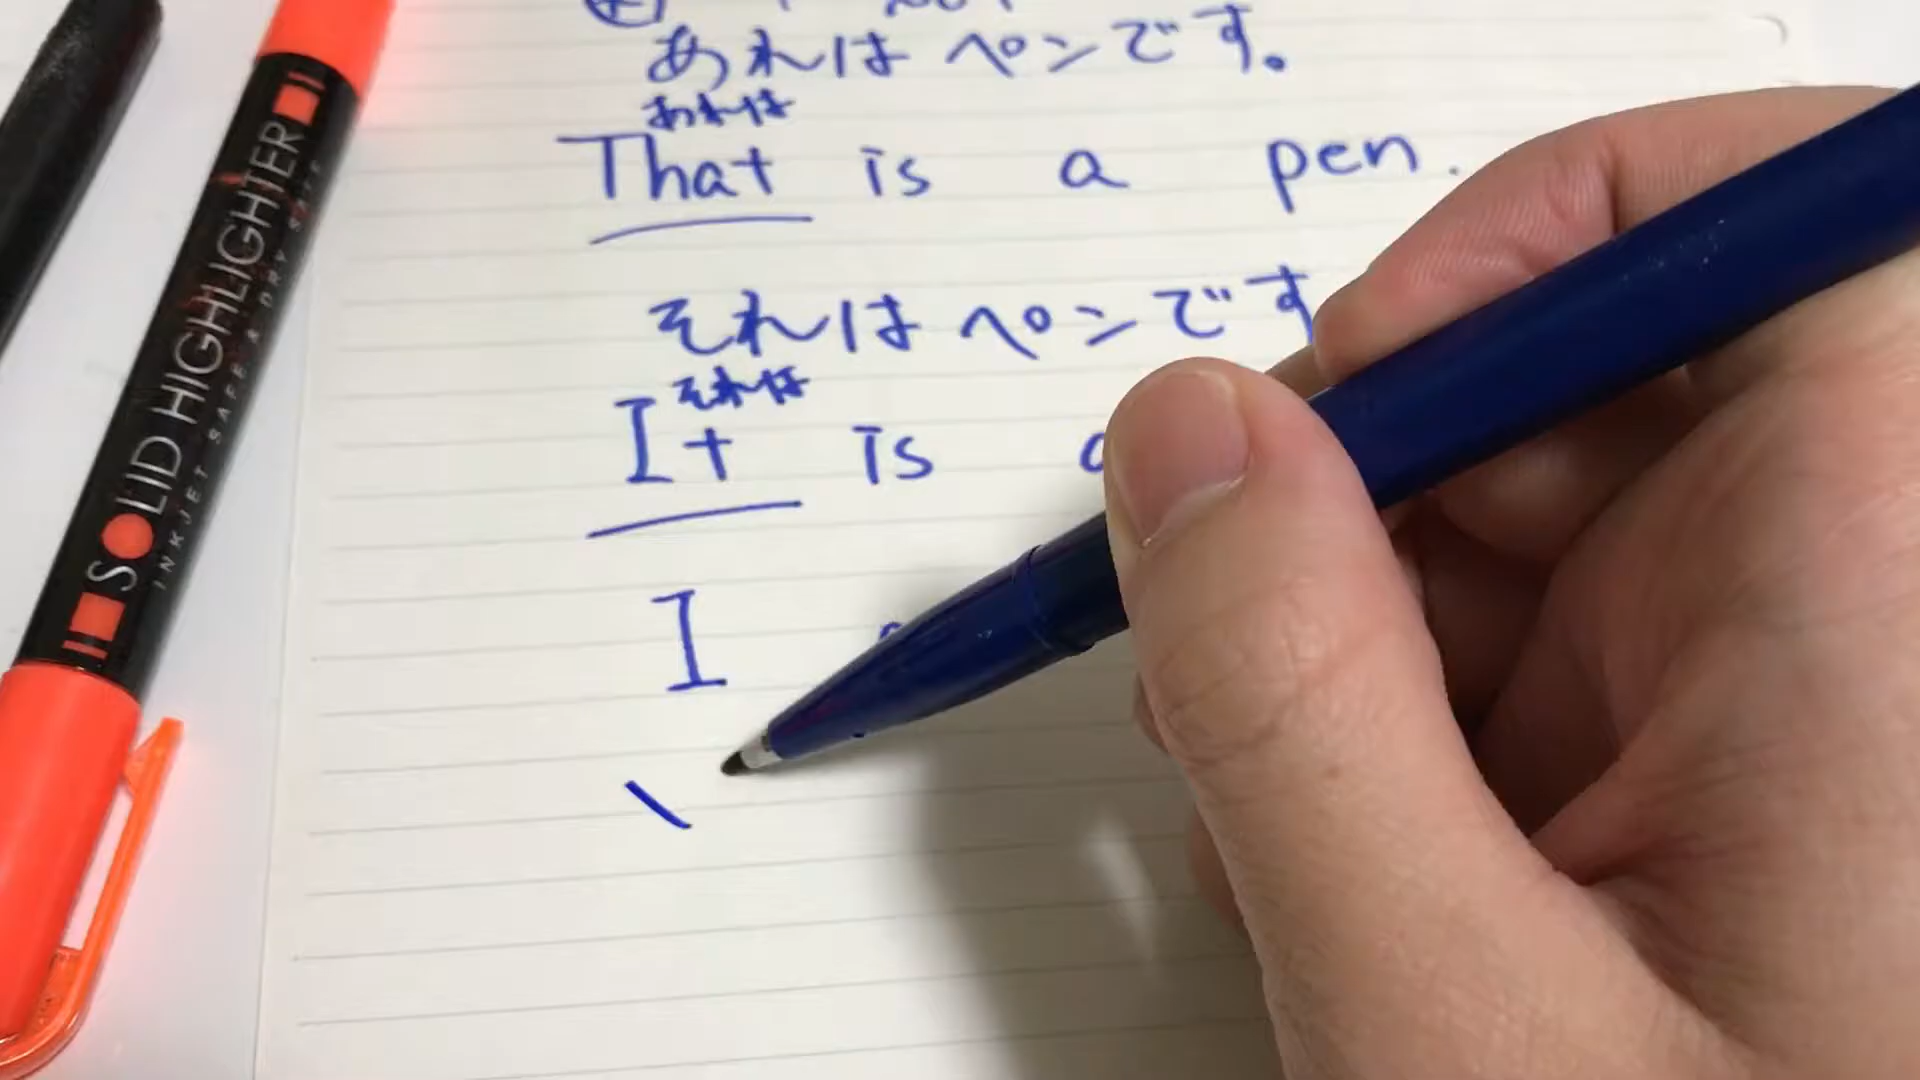 あれは ペンです。
あれは
That is a pen.
それは ペンです
それは
It is
I
SOLID HIGHLIGHTER
INKJET SAFE & DRY SAFE